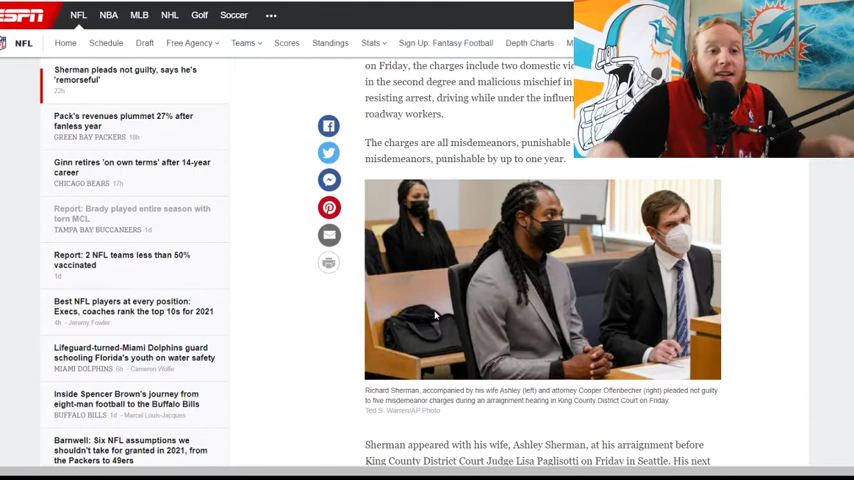 ESPN
NFL NBA MLB NHL Golf Soccer •••
NFL Home Schedule Draft Free Agency Teams Scores Standings Stats Sign Up: Fantasy Football Depth Charts
Sherman pleads not guilty, says he's
'remorseful'
22h
Pack's revenues plummet 27% after
fanless year
GREEN BAY PACKERS 18h
Ginn retires 'on own terms' after 14-year
career
CHICAGO BEARS 17h
Report: Brady played entire season with
torn MCL
TAMPA BAY BUCCANEERS 1d
Report: 2 NFL teams less than 50%
vaccinated
1d
Best NFL players at every position:
Execs, coaches rank the top 10s for 2021
4h - Jeremy Fowler
Lifeguard-turned-Miami Dolphins guard
schooling Florida's youth on water safety
MIAMI DOLPHINS 6h - Cameron Wolfe
Inside Spencer Brown's journey from
eight-man football to the Buffalo Bills
BUFFALO BILLS 1d - Marcel Louis-Jacques
Barnwell: Six NFL assumptions we
shouldn't take for granted in 2021, from
the Packers to 49ers
on Friday, the charges include two domestic
in the second degree and malicious mischief in
resisting arrest, driving while under the
roadway workers.
The charges are all misdemeanors, punishable
misdemeanors, punishable by up to one year.
Richard Sherman, accompanied by his wife Ashley (left) and attorney Cooper Offenbecher (right) pleaded not guilty
to five misdemeanor charges during an arraignment hearing in King County District Court on Friday.
Ted S. Warren/AP Photo
Sherman appeared with his wife, Ashley Sherman, at his arraignment before
King County District Court Judge Lisa Paglisotti on Friday in Seattle. His next